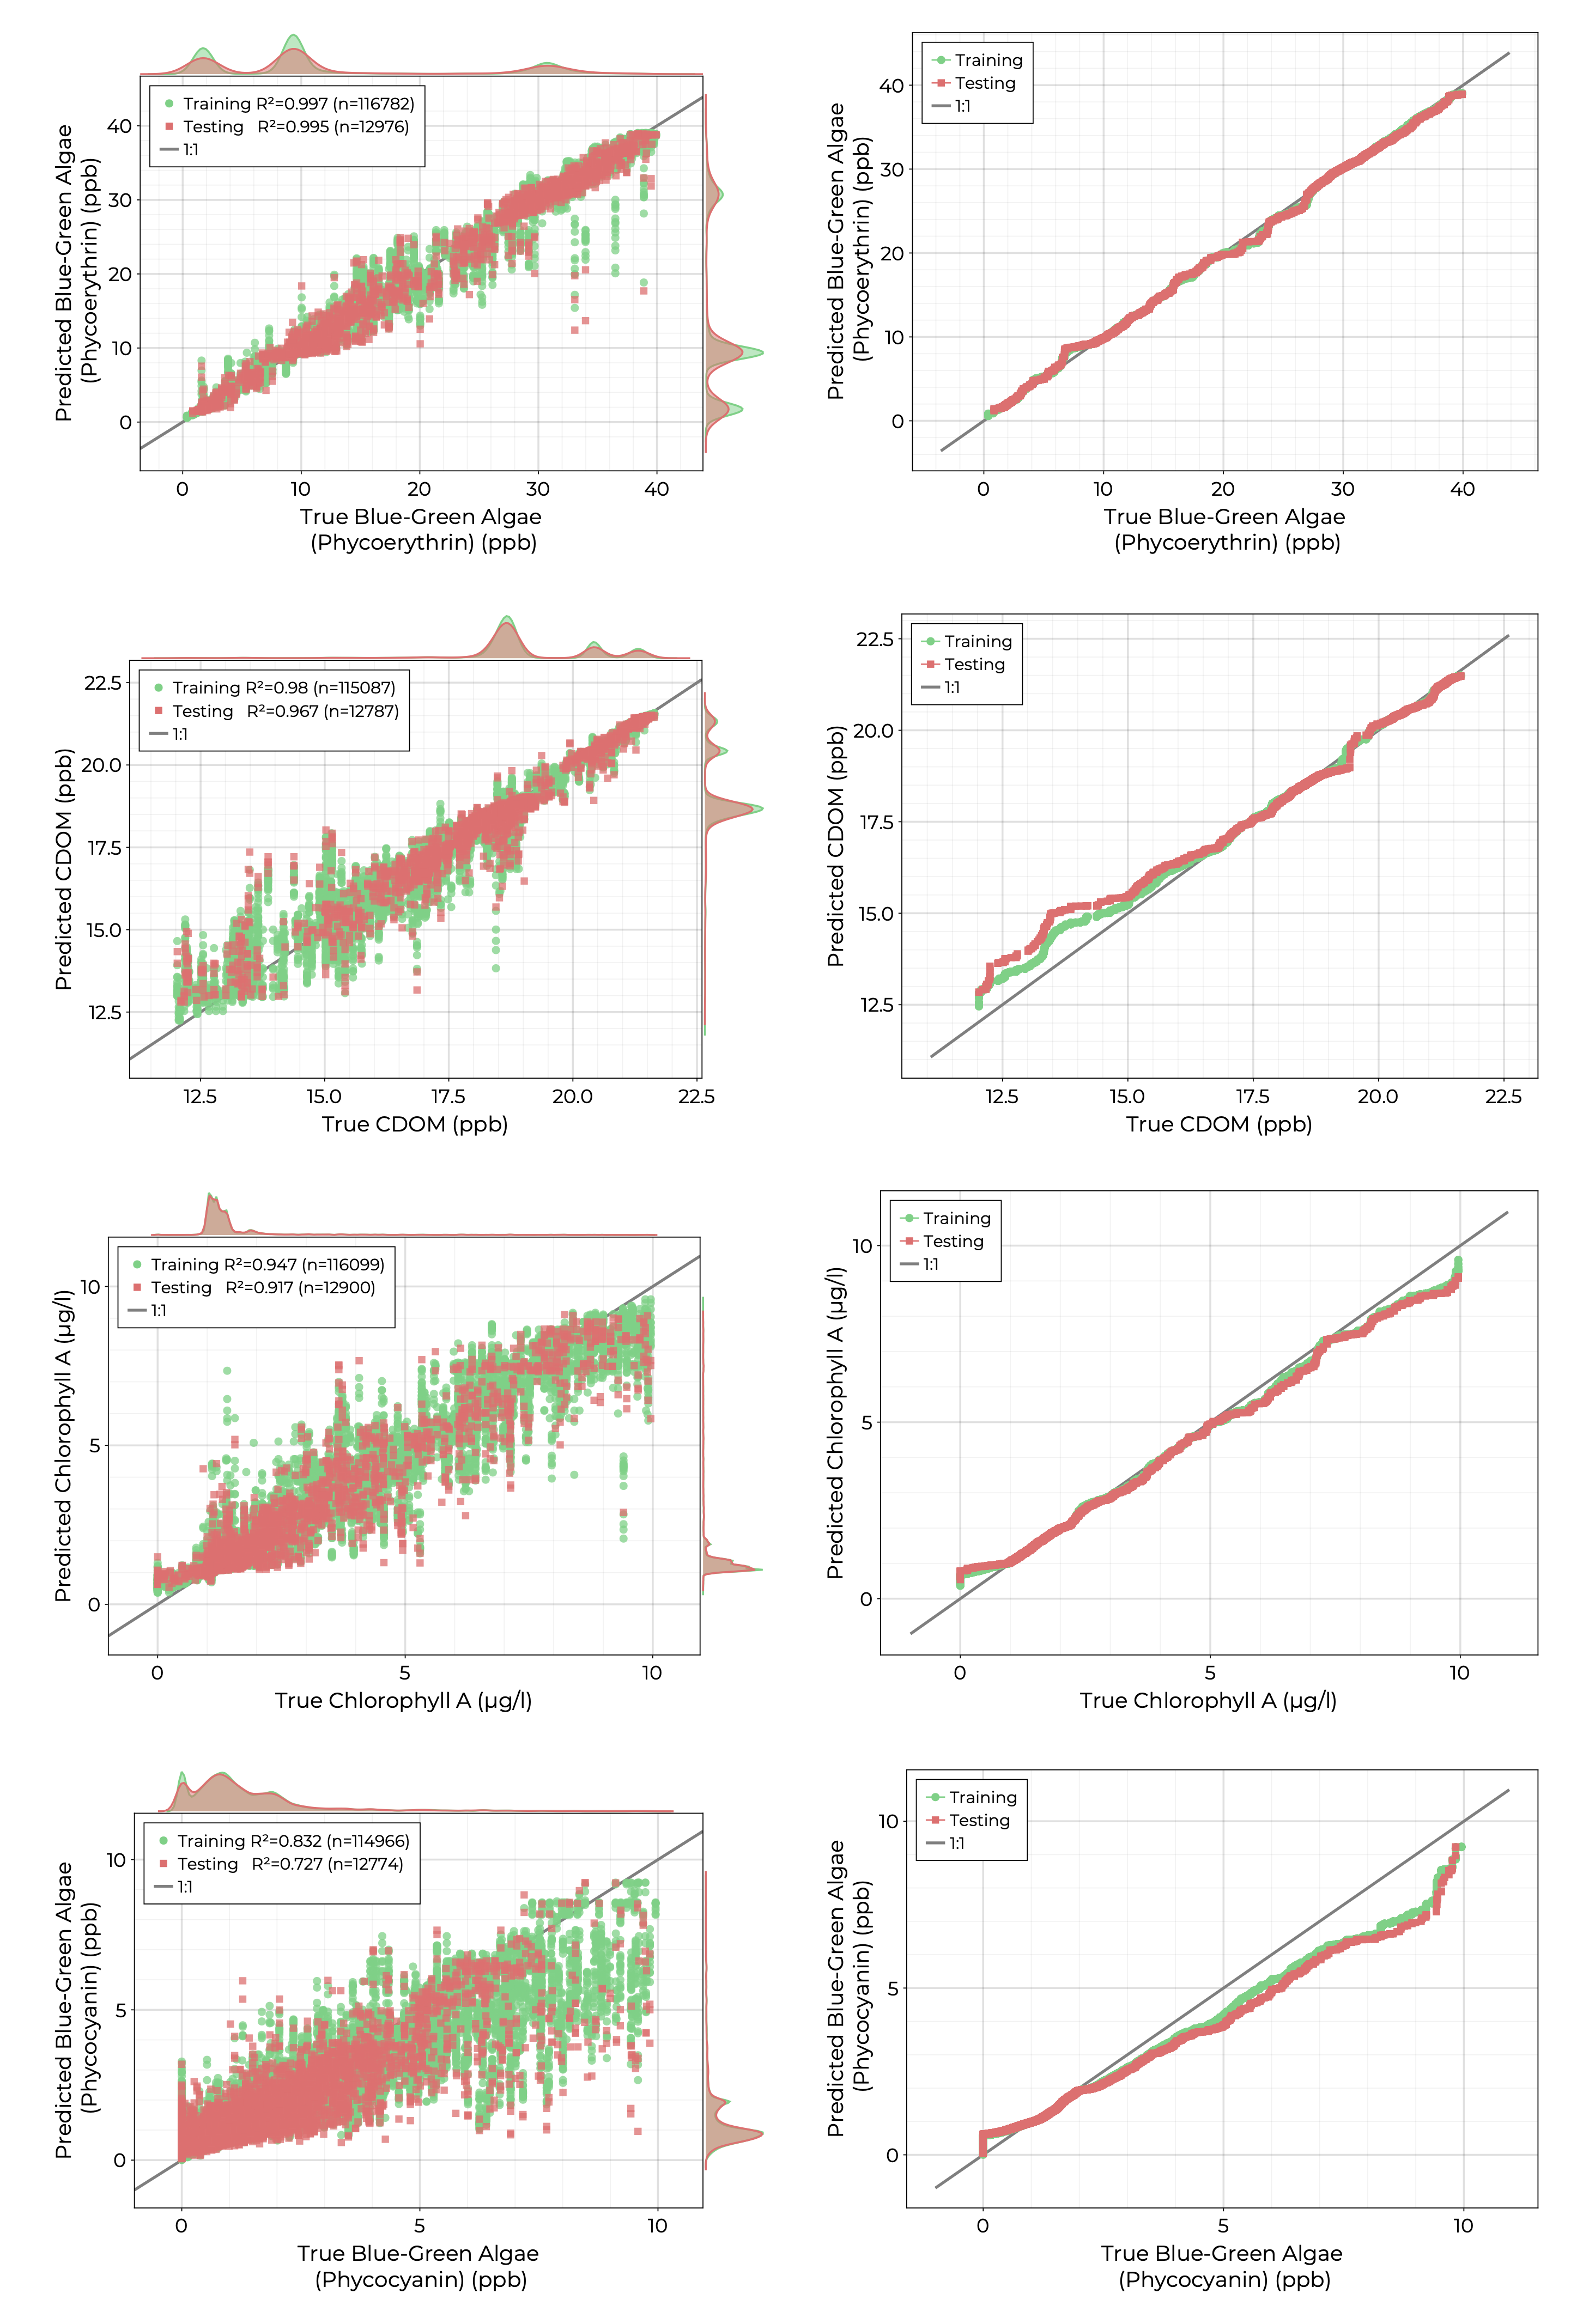 Training R²=0.997 (n=116782)
Testing R²=0.995 (n=12976)
1:1
40
30
20
10
0
0 10 20 30 40
Predicted Blue-Green Algae
(Phycoerythrin) (ppb)
True Blue-Green Algae
(Phycoerythrin) (ppb)
Training
Testing
1:1
40
30
20
10
0
0 10 20 30 40
Predicted Blue-Green Algae
(Phycoerythrin) (ppb)
True Blue-Green Algae
(Phycoerythrin) (ppb)
Training R²=0.98 (n=115087)
Testing R²=0.967 (n=12787)
1:1
22.5
20.0
17.5
15.0
12.5
12.5 15.0 17.5 20.0 22.5
Predicted CDOM (ppb)
True CDOM (ppb)
Training
Testing
1:1
22.5
20.0
17.5
15.0
12.5
12.5 15.0 17.5 20.0 22.5
Predicted CDOM (ppb)
True CDOM (ppb)
Training R²=0.947 (n=116099)
Testing R²=0.917 (n=12900)
1:1
10
5
0
0 5 10
Predicted Chlorophyll A (μg/l)
True Chlorophyll A (μg/l)
Training
Testing
1:1
10
5
0
0 5 10
Predicted Chlorophyll A (μg/l)
True Chlorophyll A (μg/l)
Training R²=0.832 (n=114966)
Testing R²=0.727 (n=12774)
1:1
10
5
0
0 5 10
Predicted Blue-Green Algae
(Phycocyanin) (ppb)
True Blue-Green Algae
(Phycocyanin) (ppb)
Training
Testing
1:1
10
5
0
0 5 10
Predicted Blue-Green Algae
(Phycocyanin) (ppb)
True Blue-Green Algae
(Phycocyanin) (ppb)